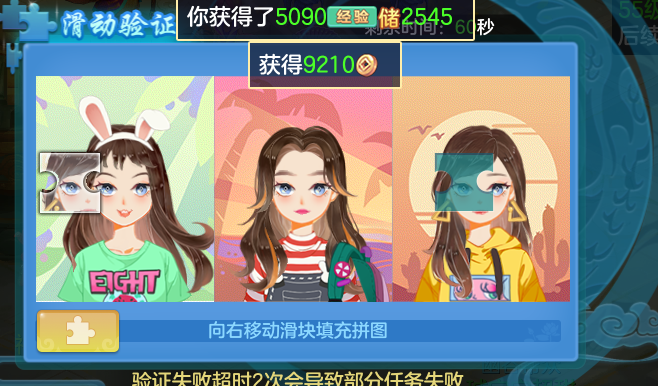 滑动验证
你获得了5090经验储2545
剩余时间：60秒
获得9210
55级
后续
EIGHT
向右移动滑块填充拼图
验证失败超时2次会导致部分任务失败